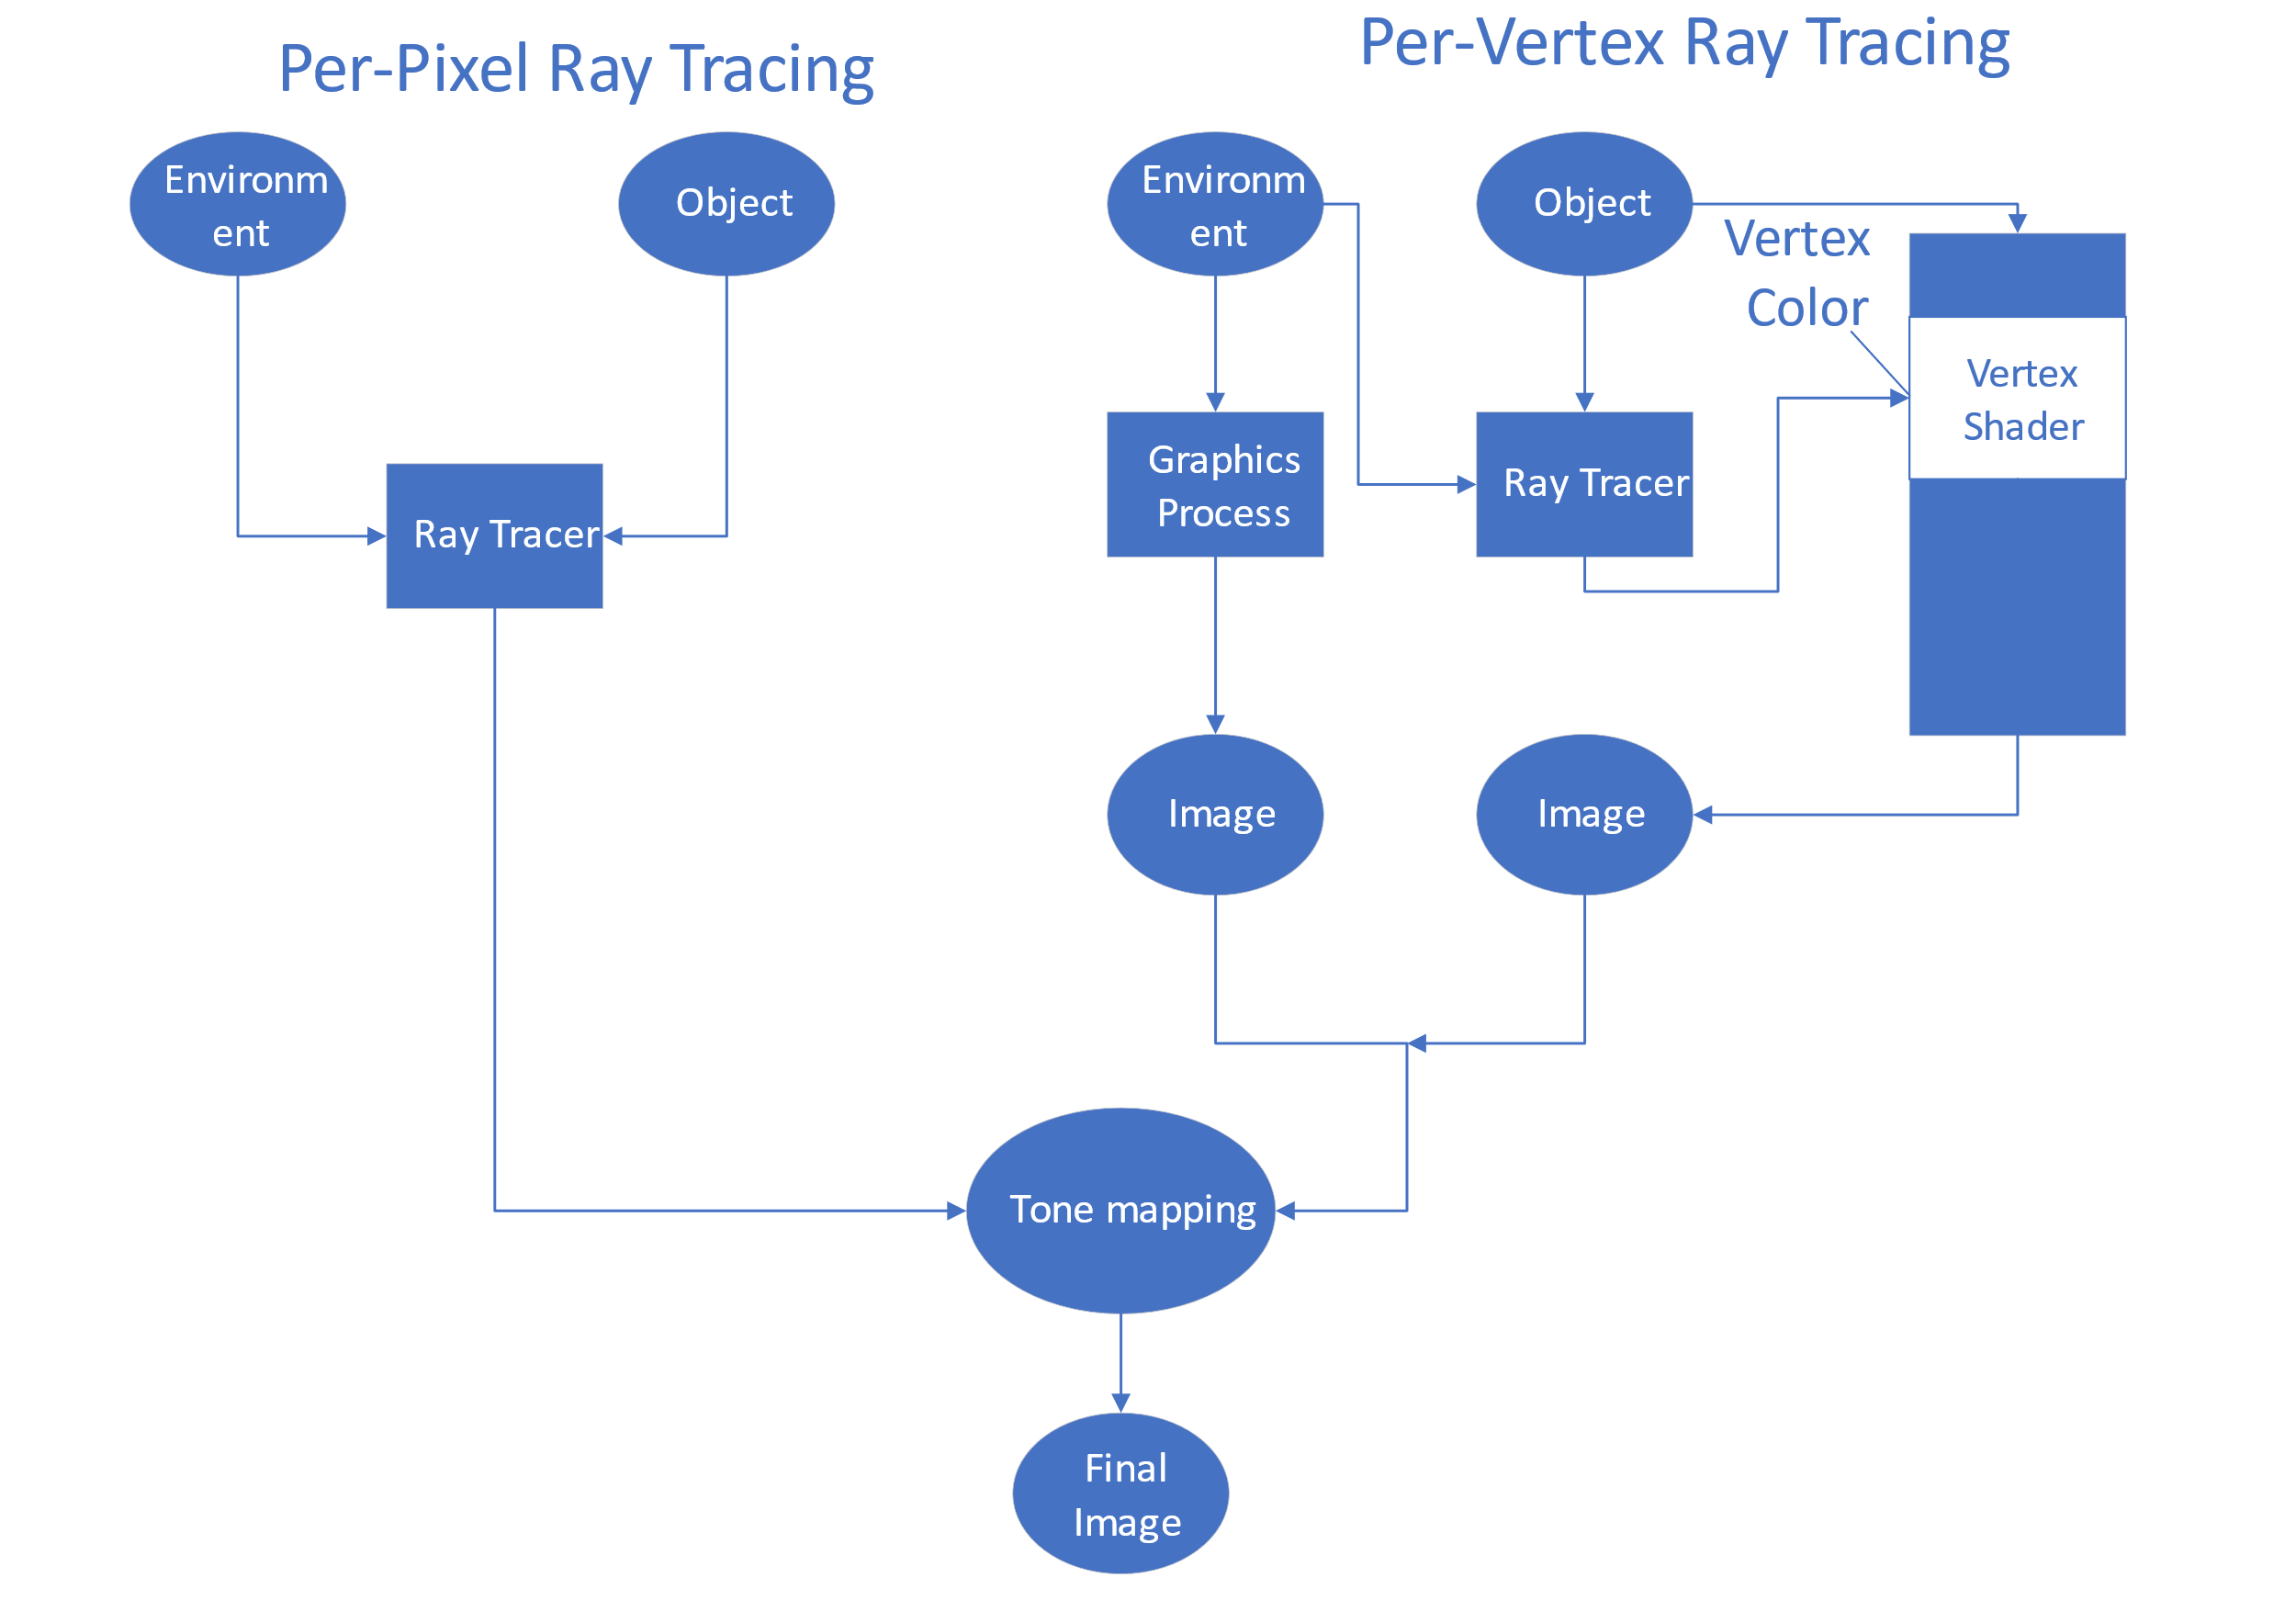 Per-Pixel Ray Tracing
Environm
ent
Object
Ray Tracer
Per-Vertex Ray Tracing
Environm
ent
Object
Vertex
Color
Vertex
Shader
Graphics
Process
Ray Tracer
Image
Image
Tone mapping
Final
Image